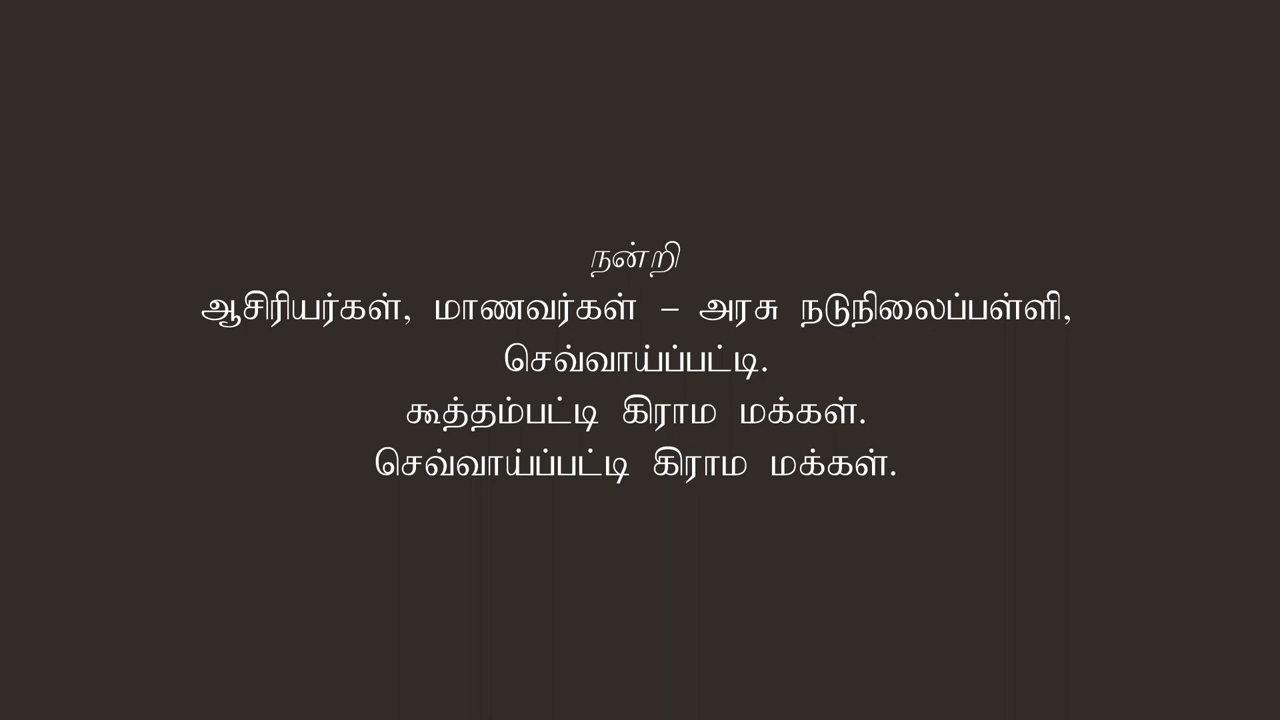 நன்றி
ஆசிரியர்கள், மாணவர்கள் – அரசு நடுநிலைப்பள்ளி,
செவ்வாய்ப்பட்டி.
கூத்தம்பட்டி கிராம மக்கள்.
செவ்வாய்ப்பட்டி கிராம மக்கள்.